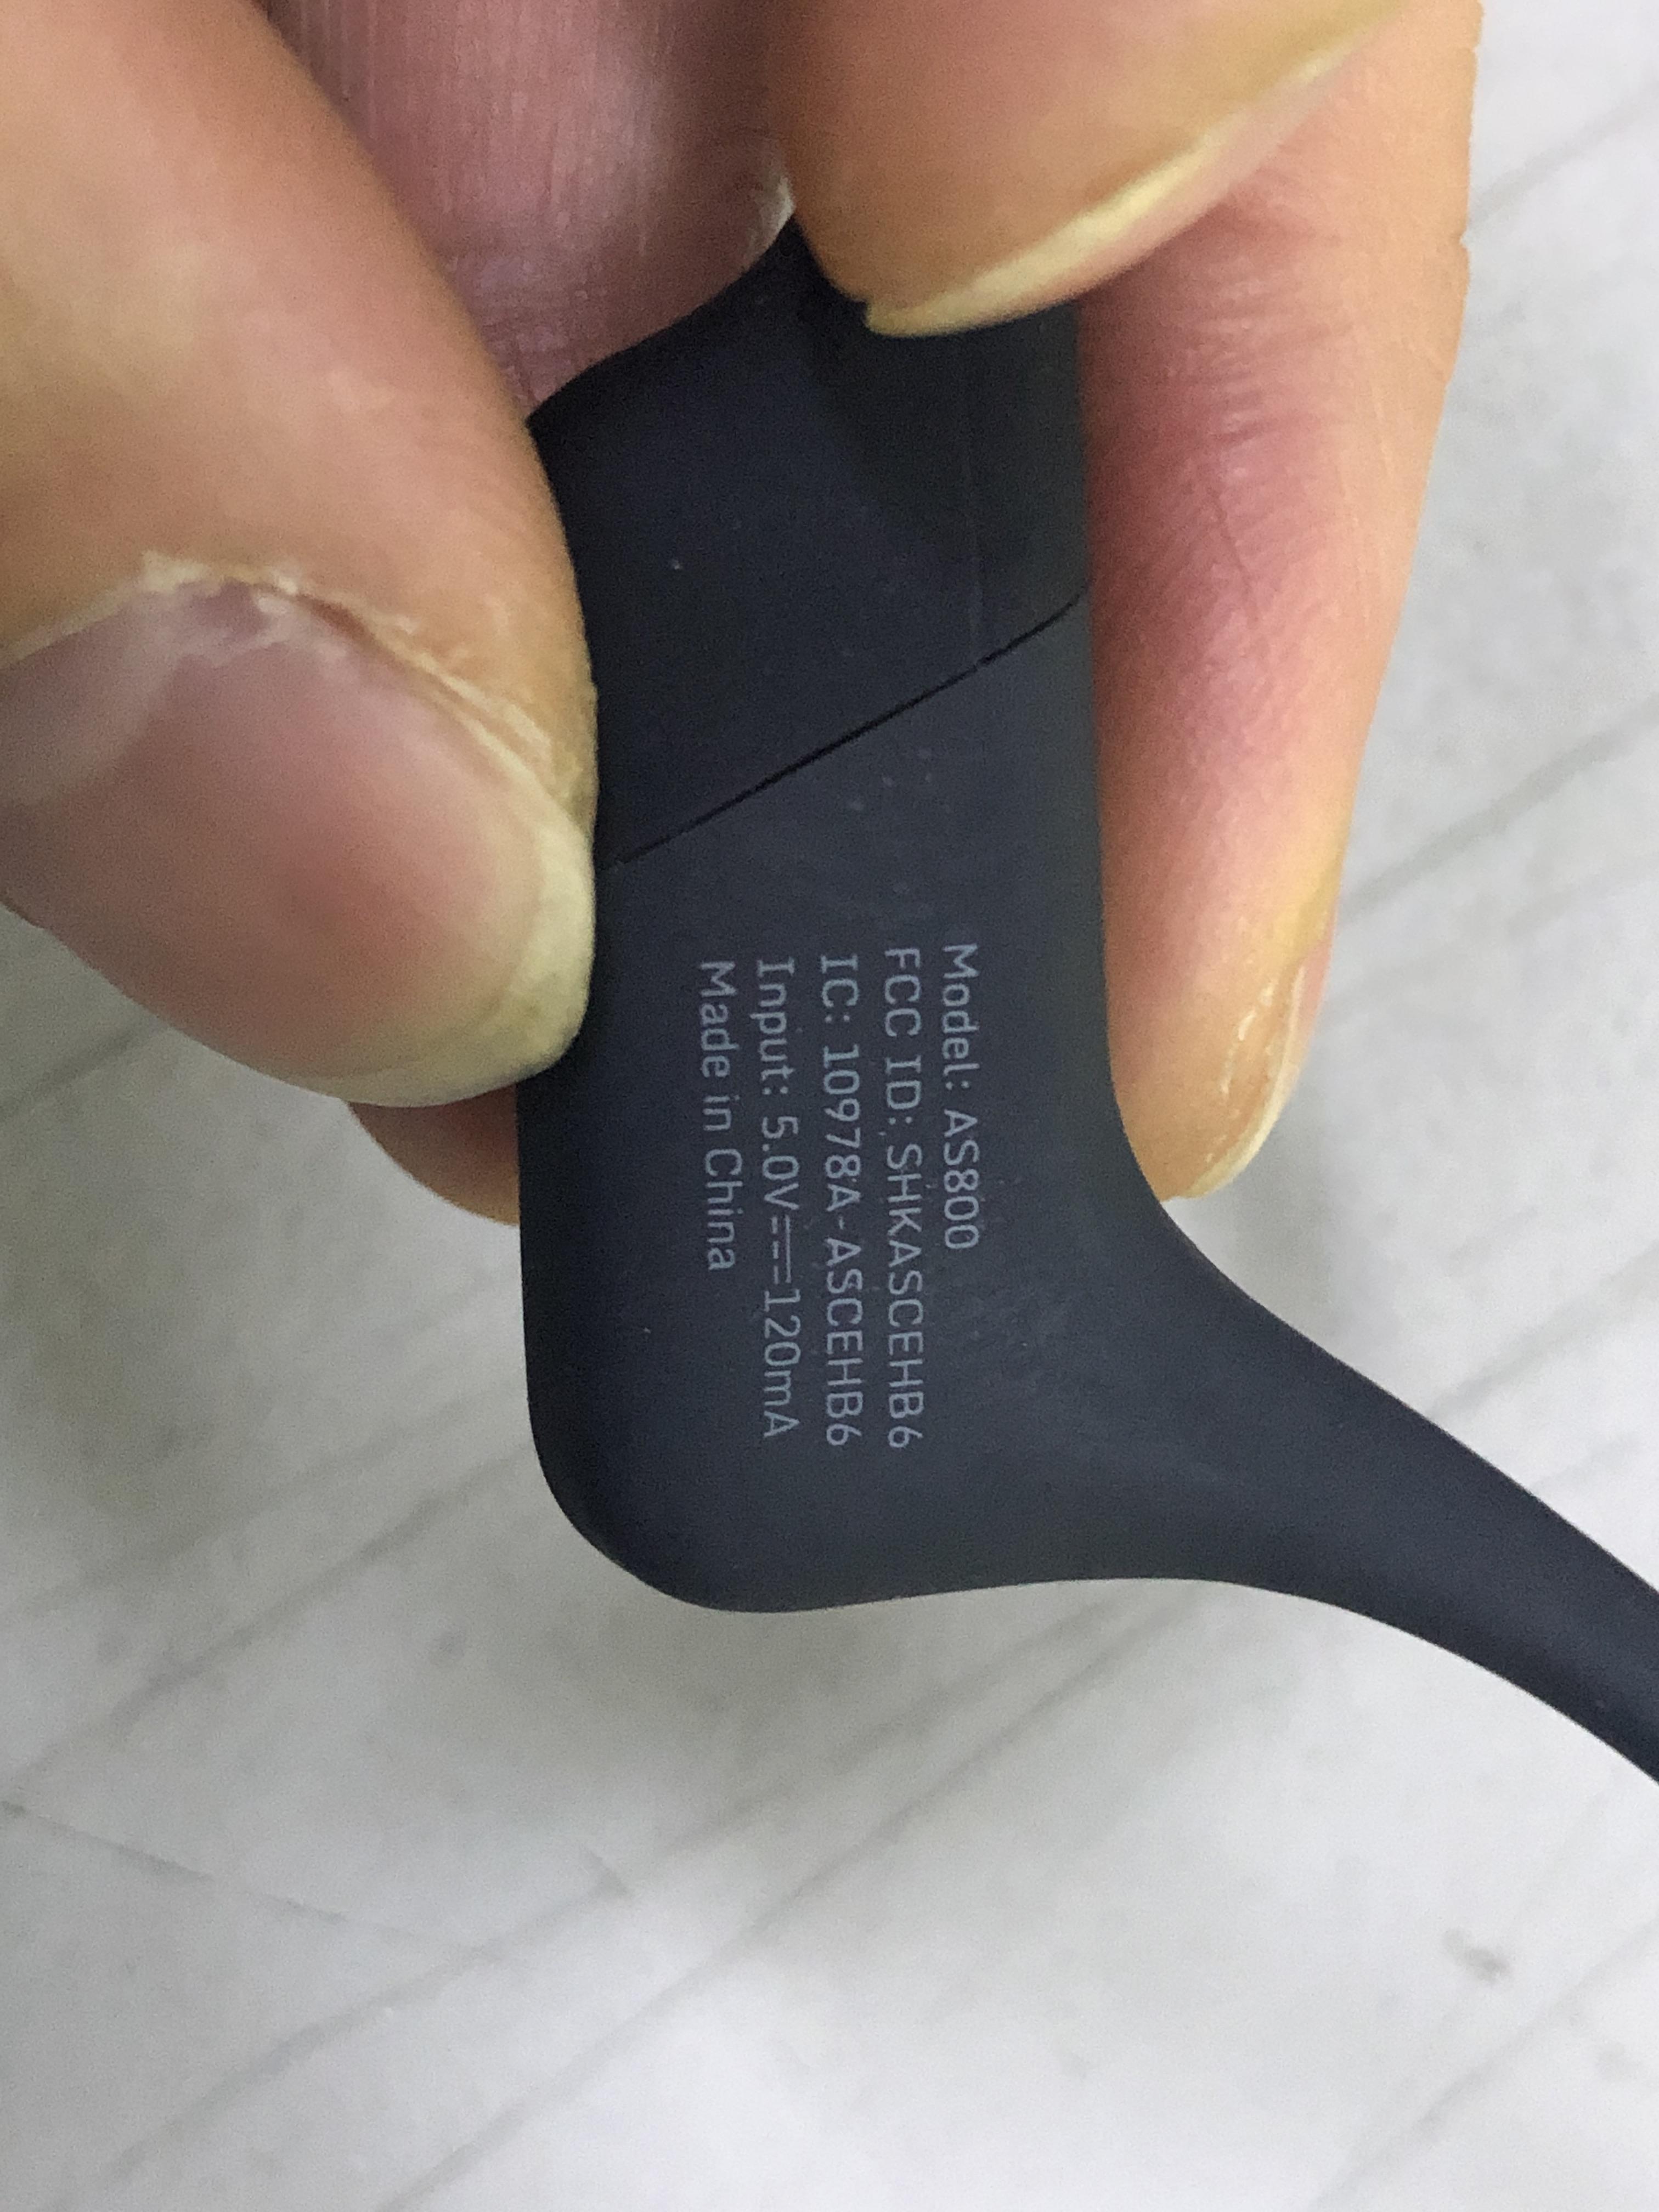 Model: AS800
FCC ID: SHKASCEHB6
IC: 10978A-ASCEHB6
Input: 5.0V⎓120mA
Made in China